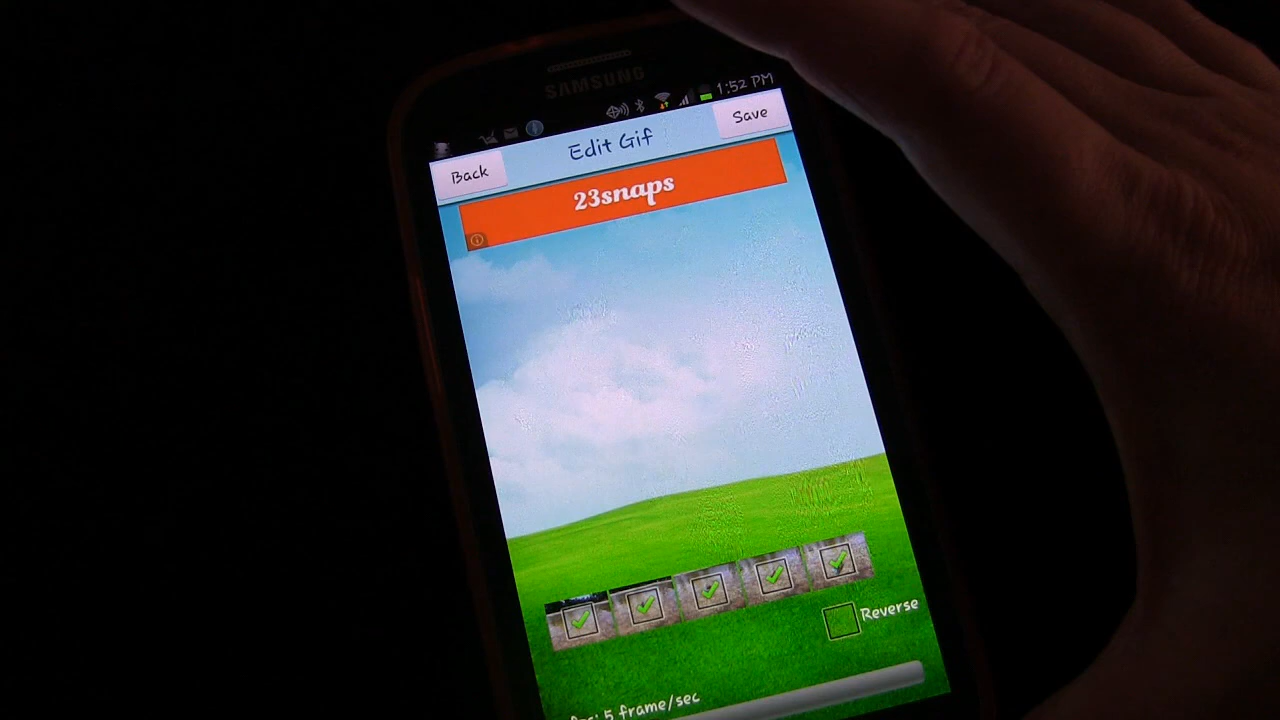 SAMSUNG
1:52 PM
Edit Gif
Save
Back
23snaps
Reverse
5 frame/sec